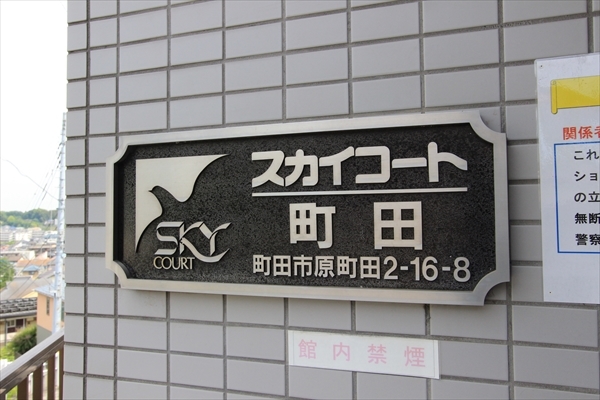 スカイコート
町田
SKY
COURT
町田市原町田2-16-8
館内禁煙
関係者
これ
ショ
の立
無断
警察